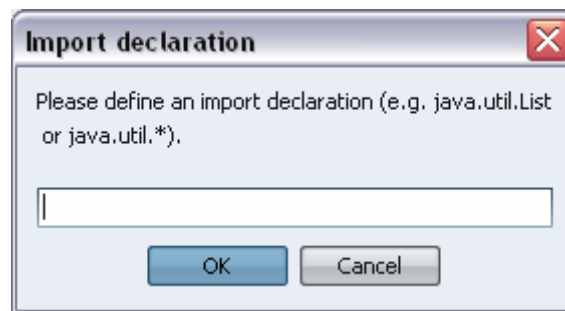 Import declaration
Please define an import declaration (e.g. java.util.List
or java.util.*).
OK Cancel